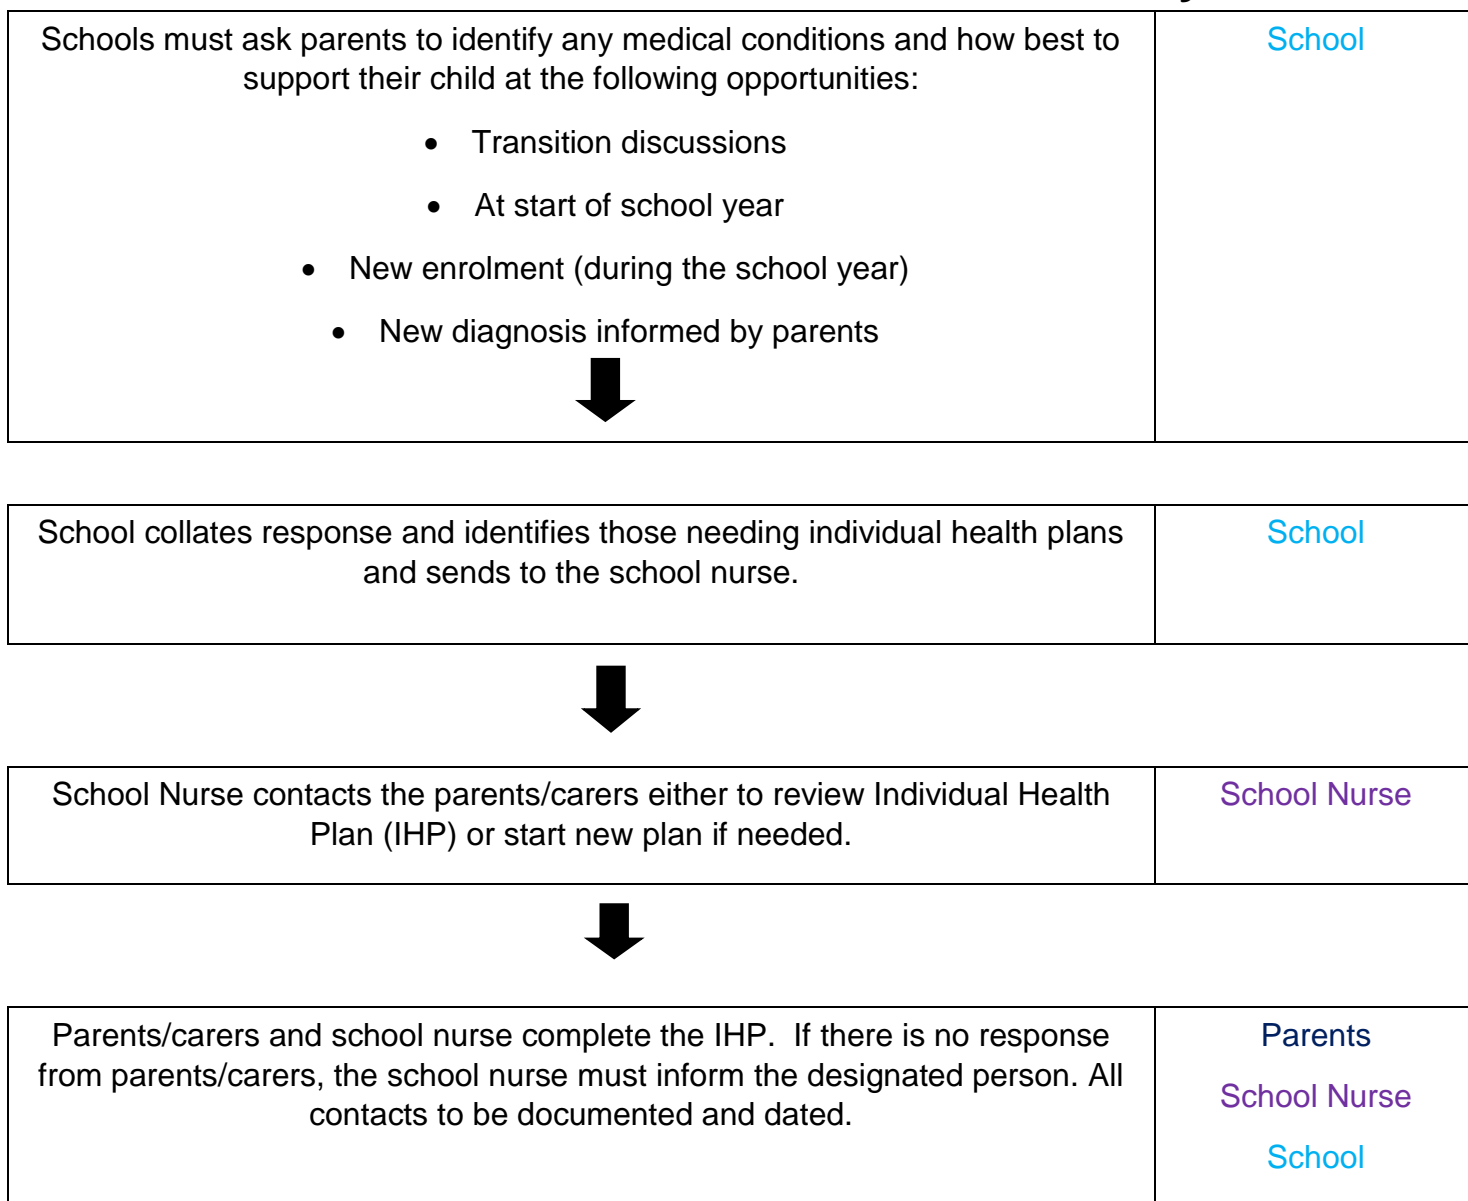 Schools must ask parents to identify any medical conditions and how best to
support their child at the following opportunities:
• Transition discussions
• At start of school year
• New enrolment (during the school year)
• New diagnosis informed by parents
School
School collates response and identifies those needing individual health plans
and sends to the school nurse.
School
School Nurse contacts the parents/carers either to review Individual Health
Plan (IHP) or start new plan if needed.
School Nurse
Parents/carers and school nurse complete the IHP.  If there is no response
from parents/carers, the school nurse must inform the designated person. All
contacts to be documented and dated.
Parents
School Nurse
School